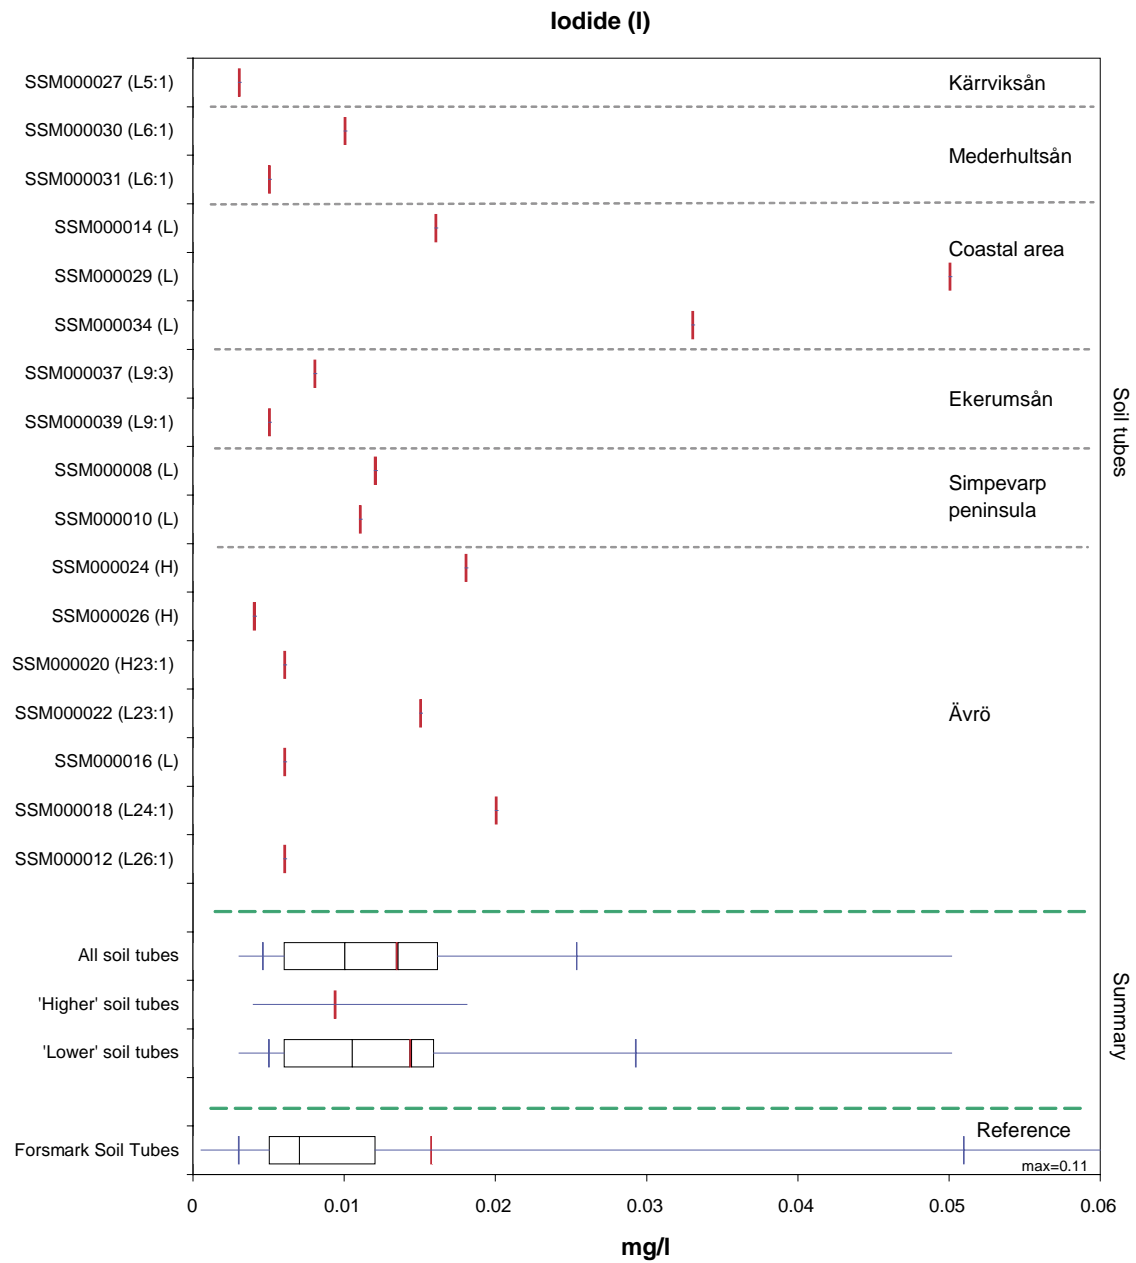 Iodide (I)
SSM000027 (L5:1)
Kärrviksån
SSM000030 (L6:1)
Mederhultsån
SSM000031 (L6:1)
SSM000014 (L)
Coastal area
SSM000029 (L)
SSM000034 (L)
SSM000037 (L9:3)
Ekerumsån
SSM000039 (L9:1)
SSM000008 (L)
Simpevarp
peninsula
SSM000010 (L)
SSM000024 (H)
SSM000026 (H)
SSM000020 (H23:1)
SSM000022 (L23:1)
Ävrö
SSM000016 (L)
SSM000018 (L24:1)
SSM000012 (L26:1)
Soil tubes
All soil tubes
'Higher' soil tubes
'Lower' soil tubes
Summary
Forsmark Soil Tubes
Reference
max=0.11
0 0.01 0.02 0.03 0.04 0.05 0.06
mg/l